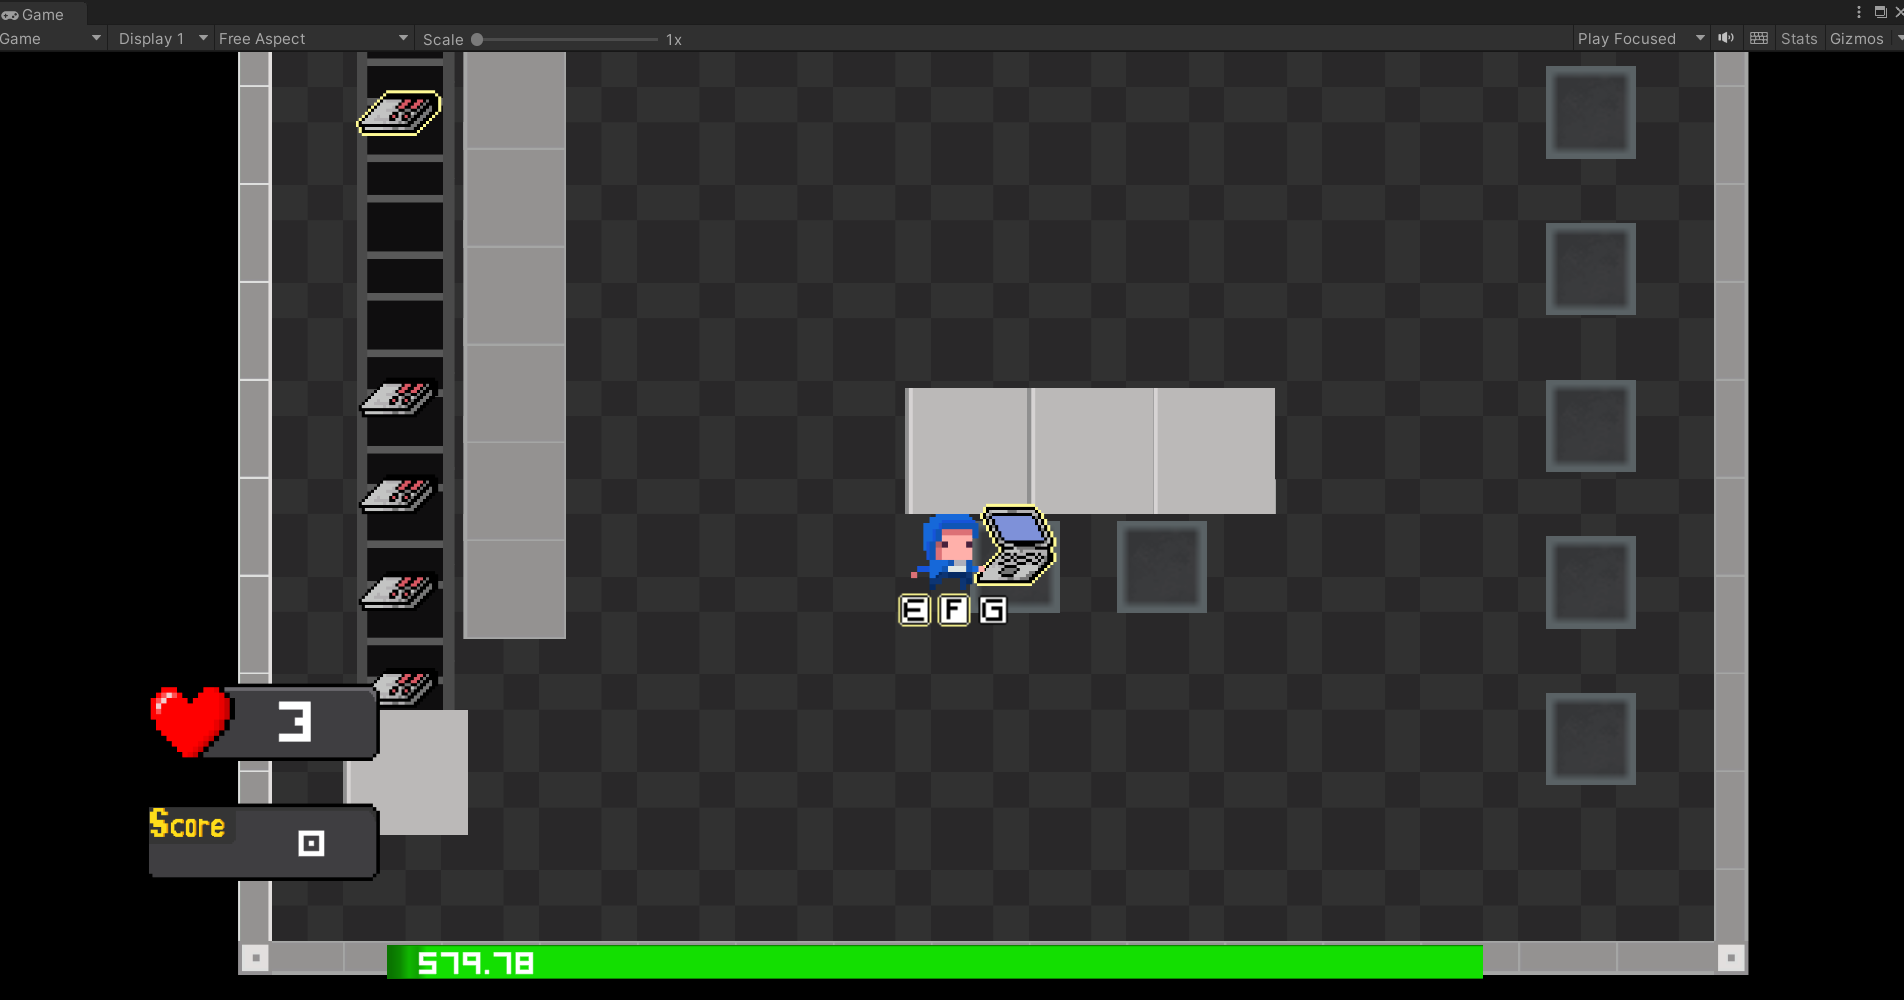 Game
Game Display 1 Free Aspect Scale 1x Play Focused Stats Gizmos
E F G
3
Score
0
579.78